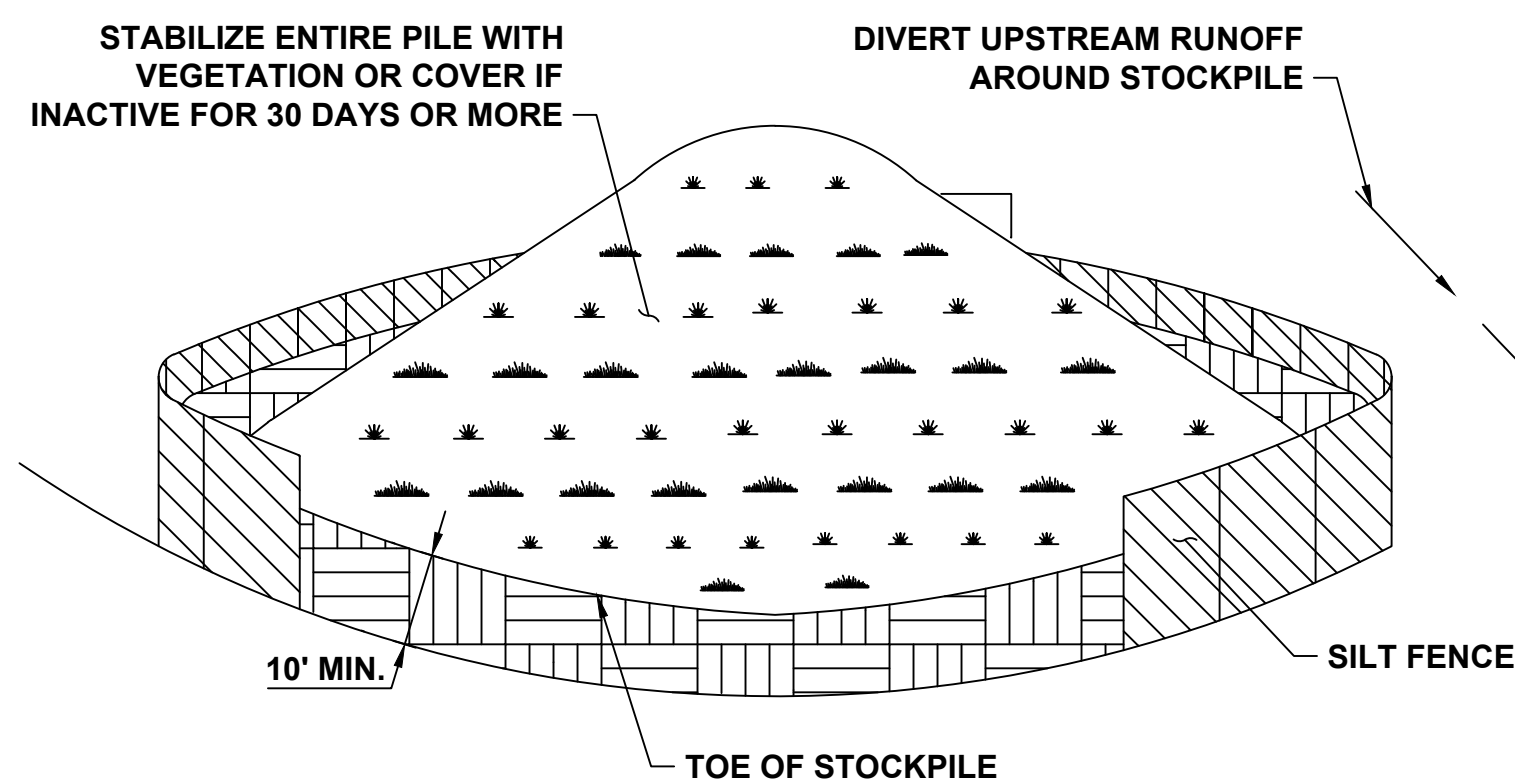 STABILIZE ENTIRE PILE WITH
VEGETATION OR COVER IF
INACTIVE FOR 30 DAYS OR MORE
DIVERT UPSTREAM RUNOFF
AROUND STOCKPILE
10' MIN.
SILT FENCE
TOE OF STOCKPILE